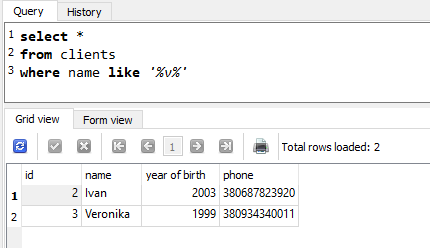 Query History
1 select *
2 from clients
3 where name like '%v%'
Grid view Form view
1 Total rows loaded: 2
id name year of birth phone
1 2 Ivan 2003 380687823920
2 3 Veronika 1999 380934340011